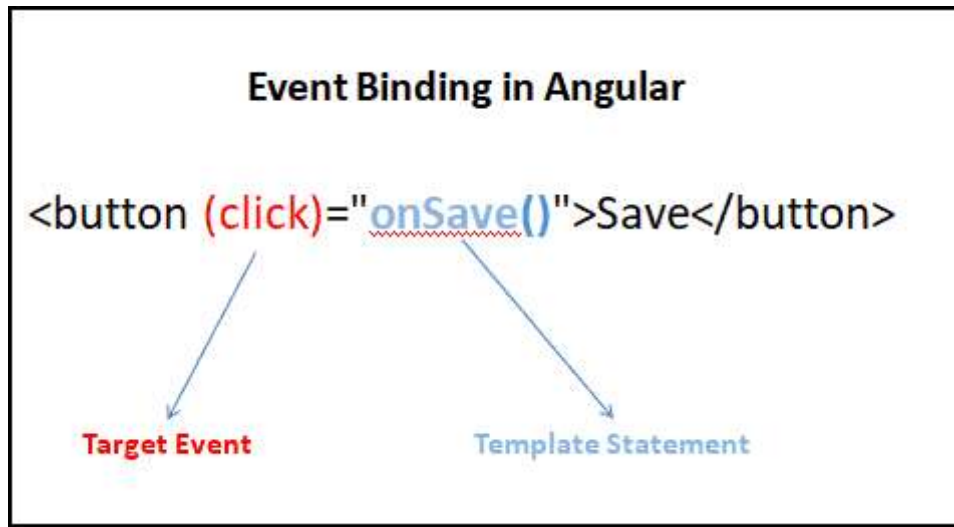 Event Binding in Angular
<button (click)="onSave()">Save</button>
Target Event
Template Statement